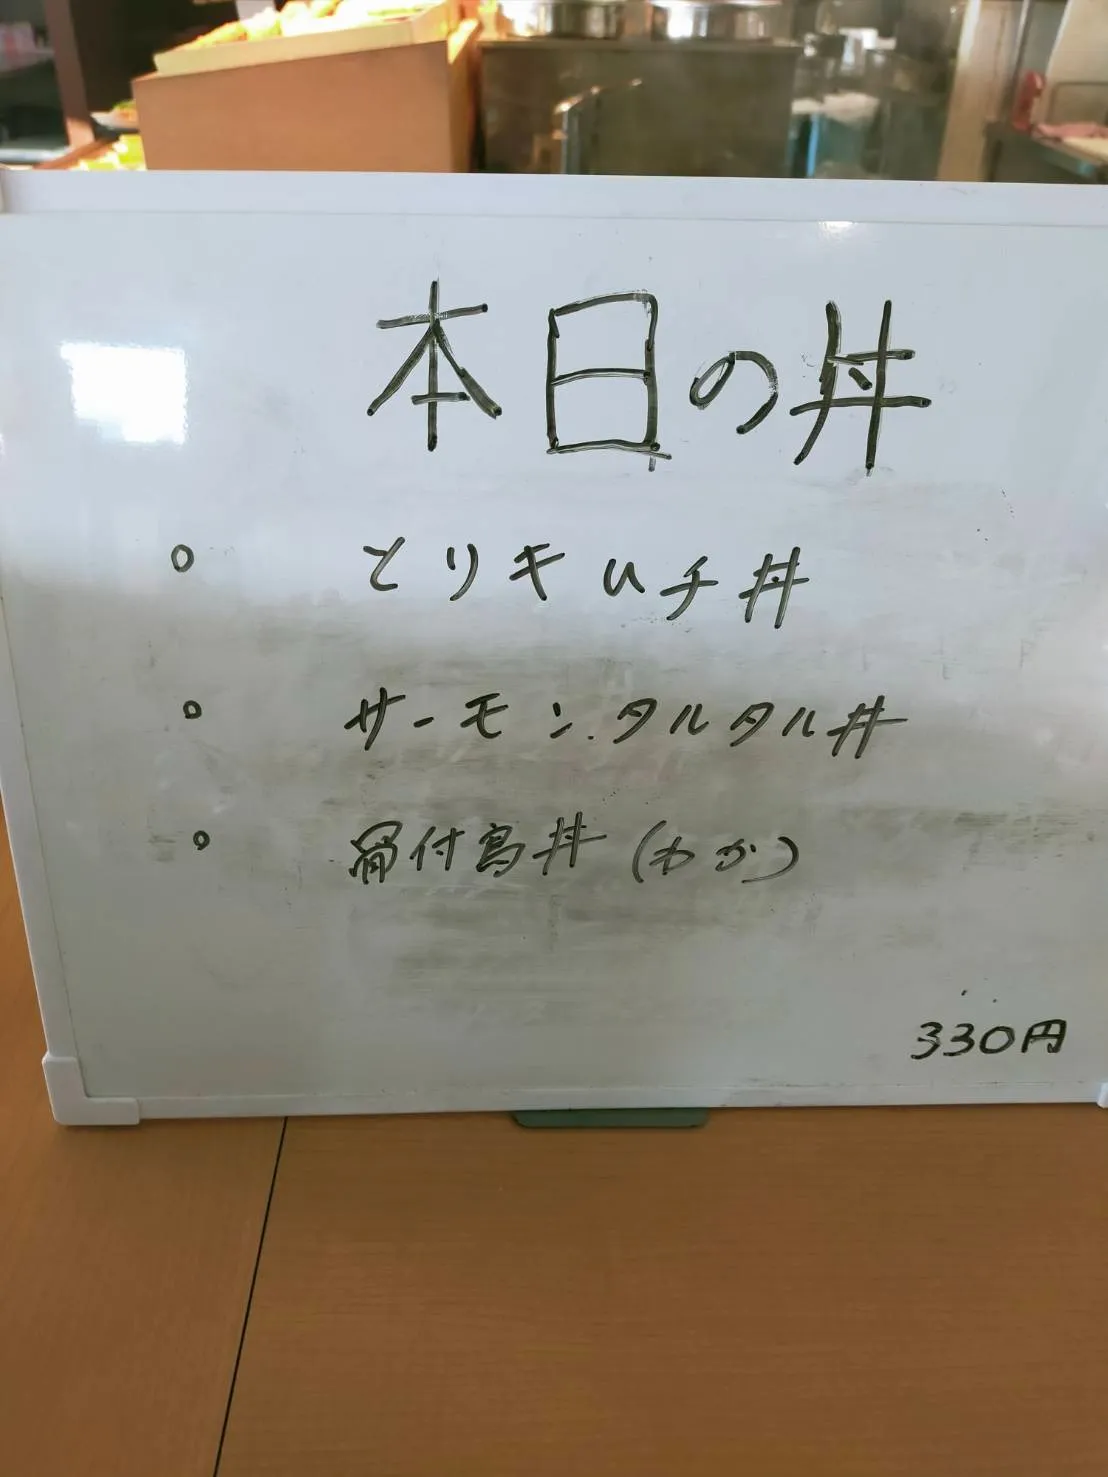 本日の丼
○ とりキムチ丼
○ サーモン.タルタル丼
○ 骨付鳥丼(わか)
330円